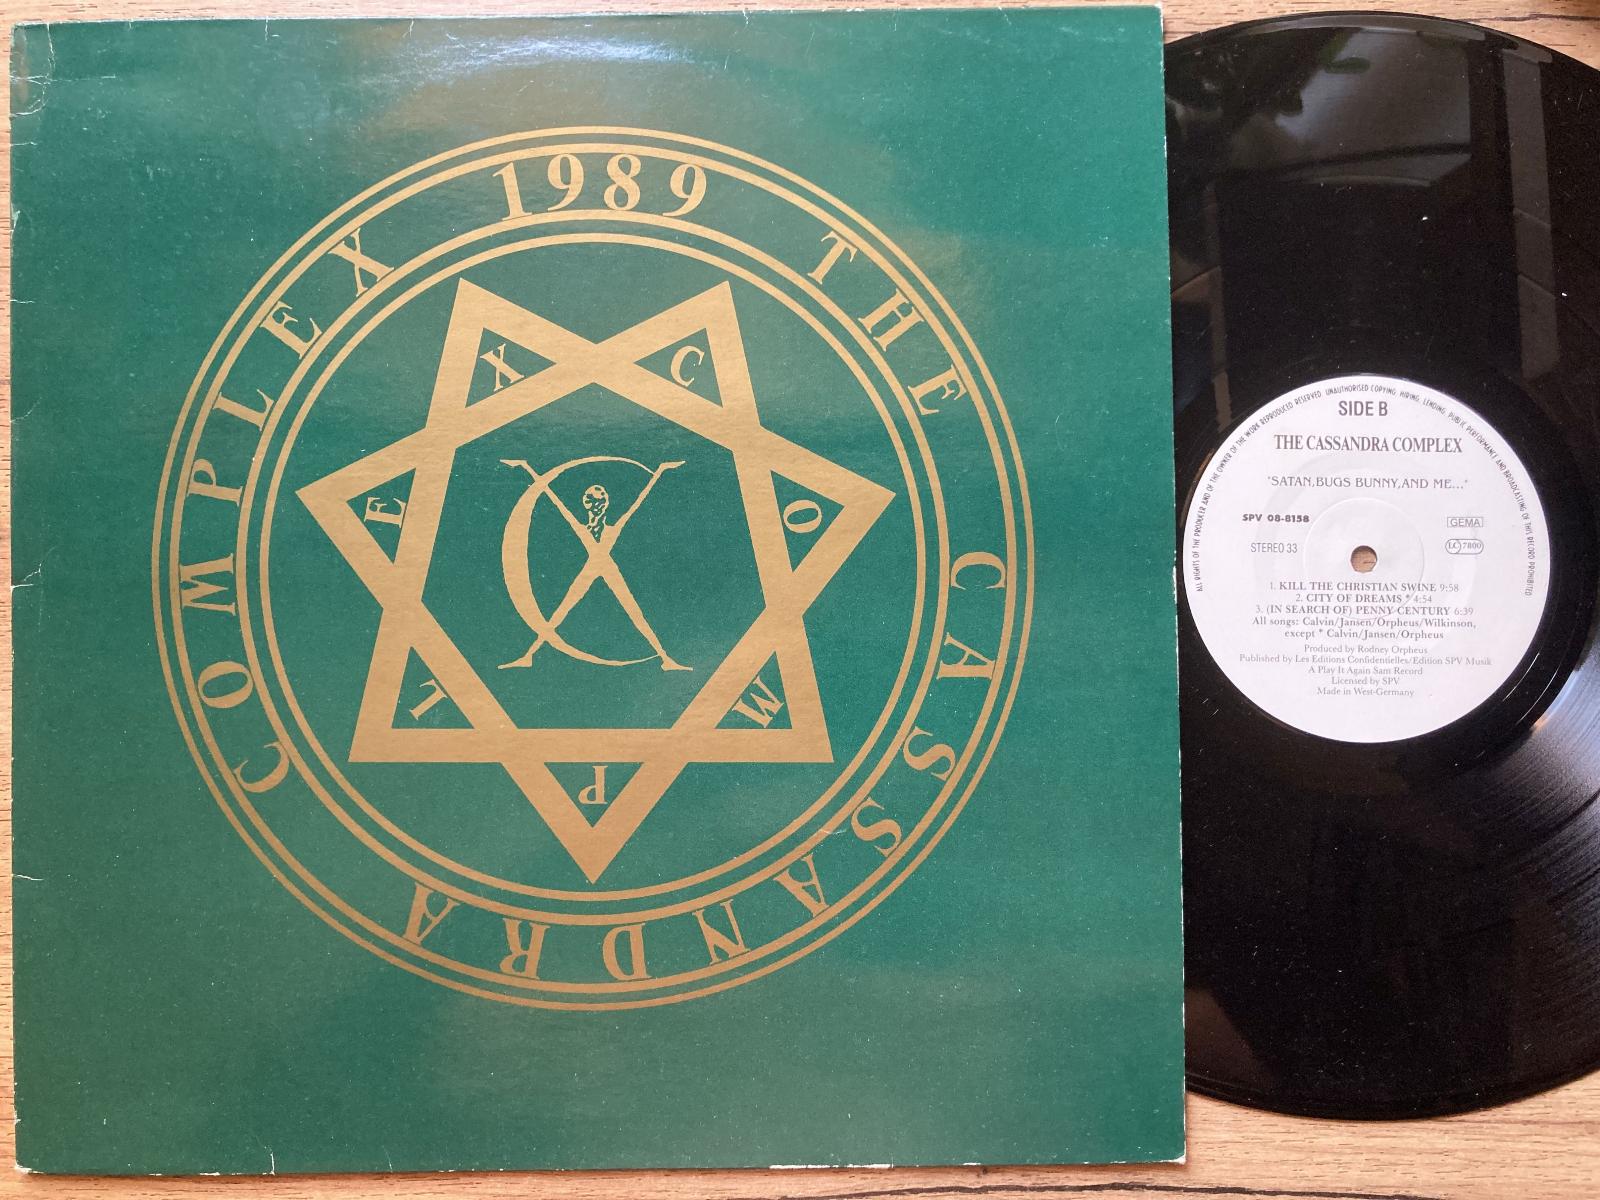 1989 THE CASSANDRA COMPLEX
C O M P L E X
CX
ALL RIGHTS OF THE PRODUCER AND OF THE OWNER OF THE WORK REPRODUCED RESERVED. UNAUTHORISED COPYING, HIRING, LENDING, PUBLIC PERFORMANCE AND BROADCASTING OF THIS RECORD PROHIBITED
SIDE B
THE CASSANDRA COMPLEX
"SATAN,BUGS BUNNY,AND ME..."
SPV 08-8158
GEMA
STEREO 33
LC 7800
1. KILL THE CHRISTIAN SWINE 9:58
2. CITY OF DREAMS * 4:54
3. (IN SEARCH OF) PENNY CENTURY 6:39
All songs: Calvin/Jansen/Orpheus/Wilkinson,
except * Calvin/Jansen/Orpheus
Produced by Rodney Orpheus
Published by Les Editions Confidentielles/Edition SPV Musik
A Play It Again Sam Record
Licensed by SPV
Made in West-Germany